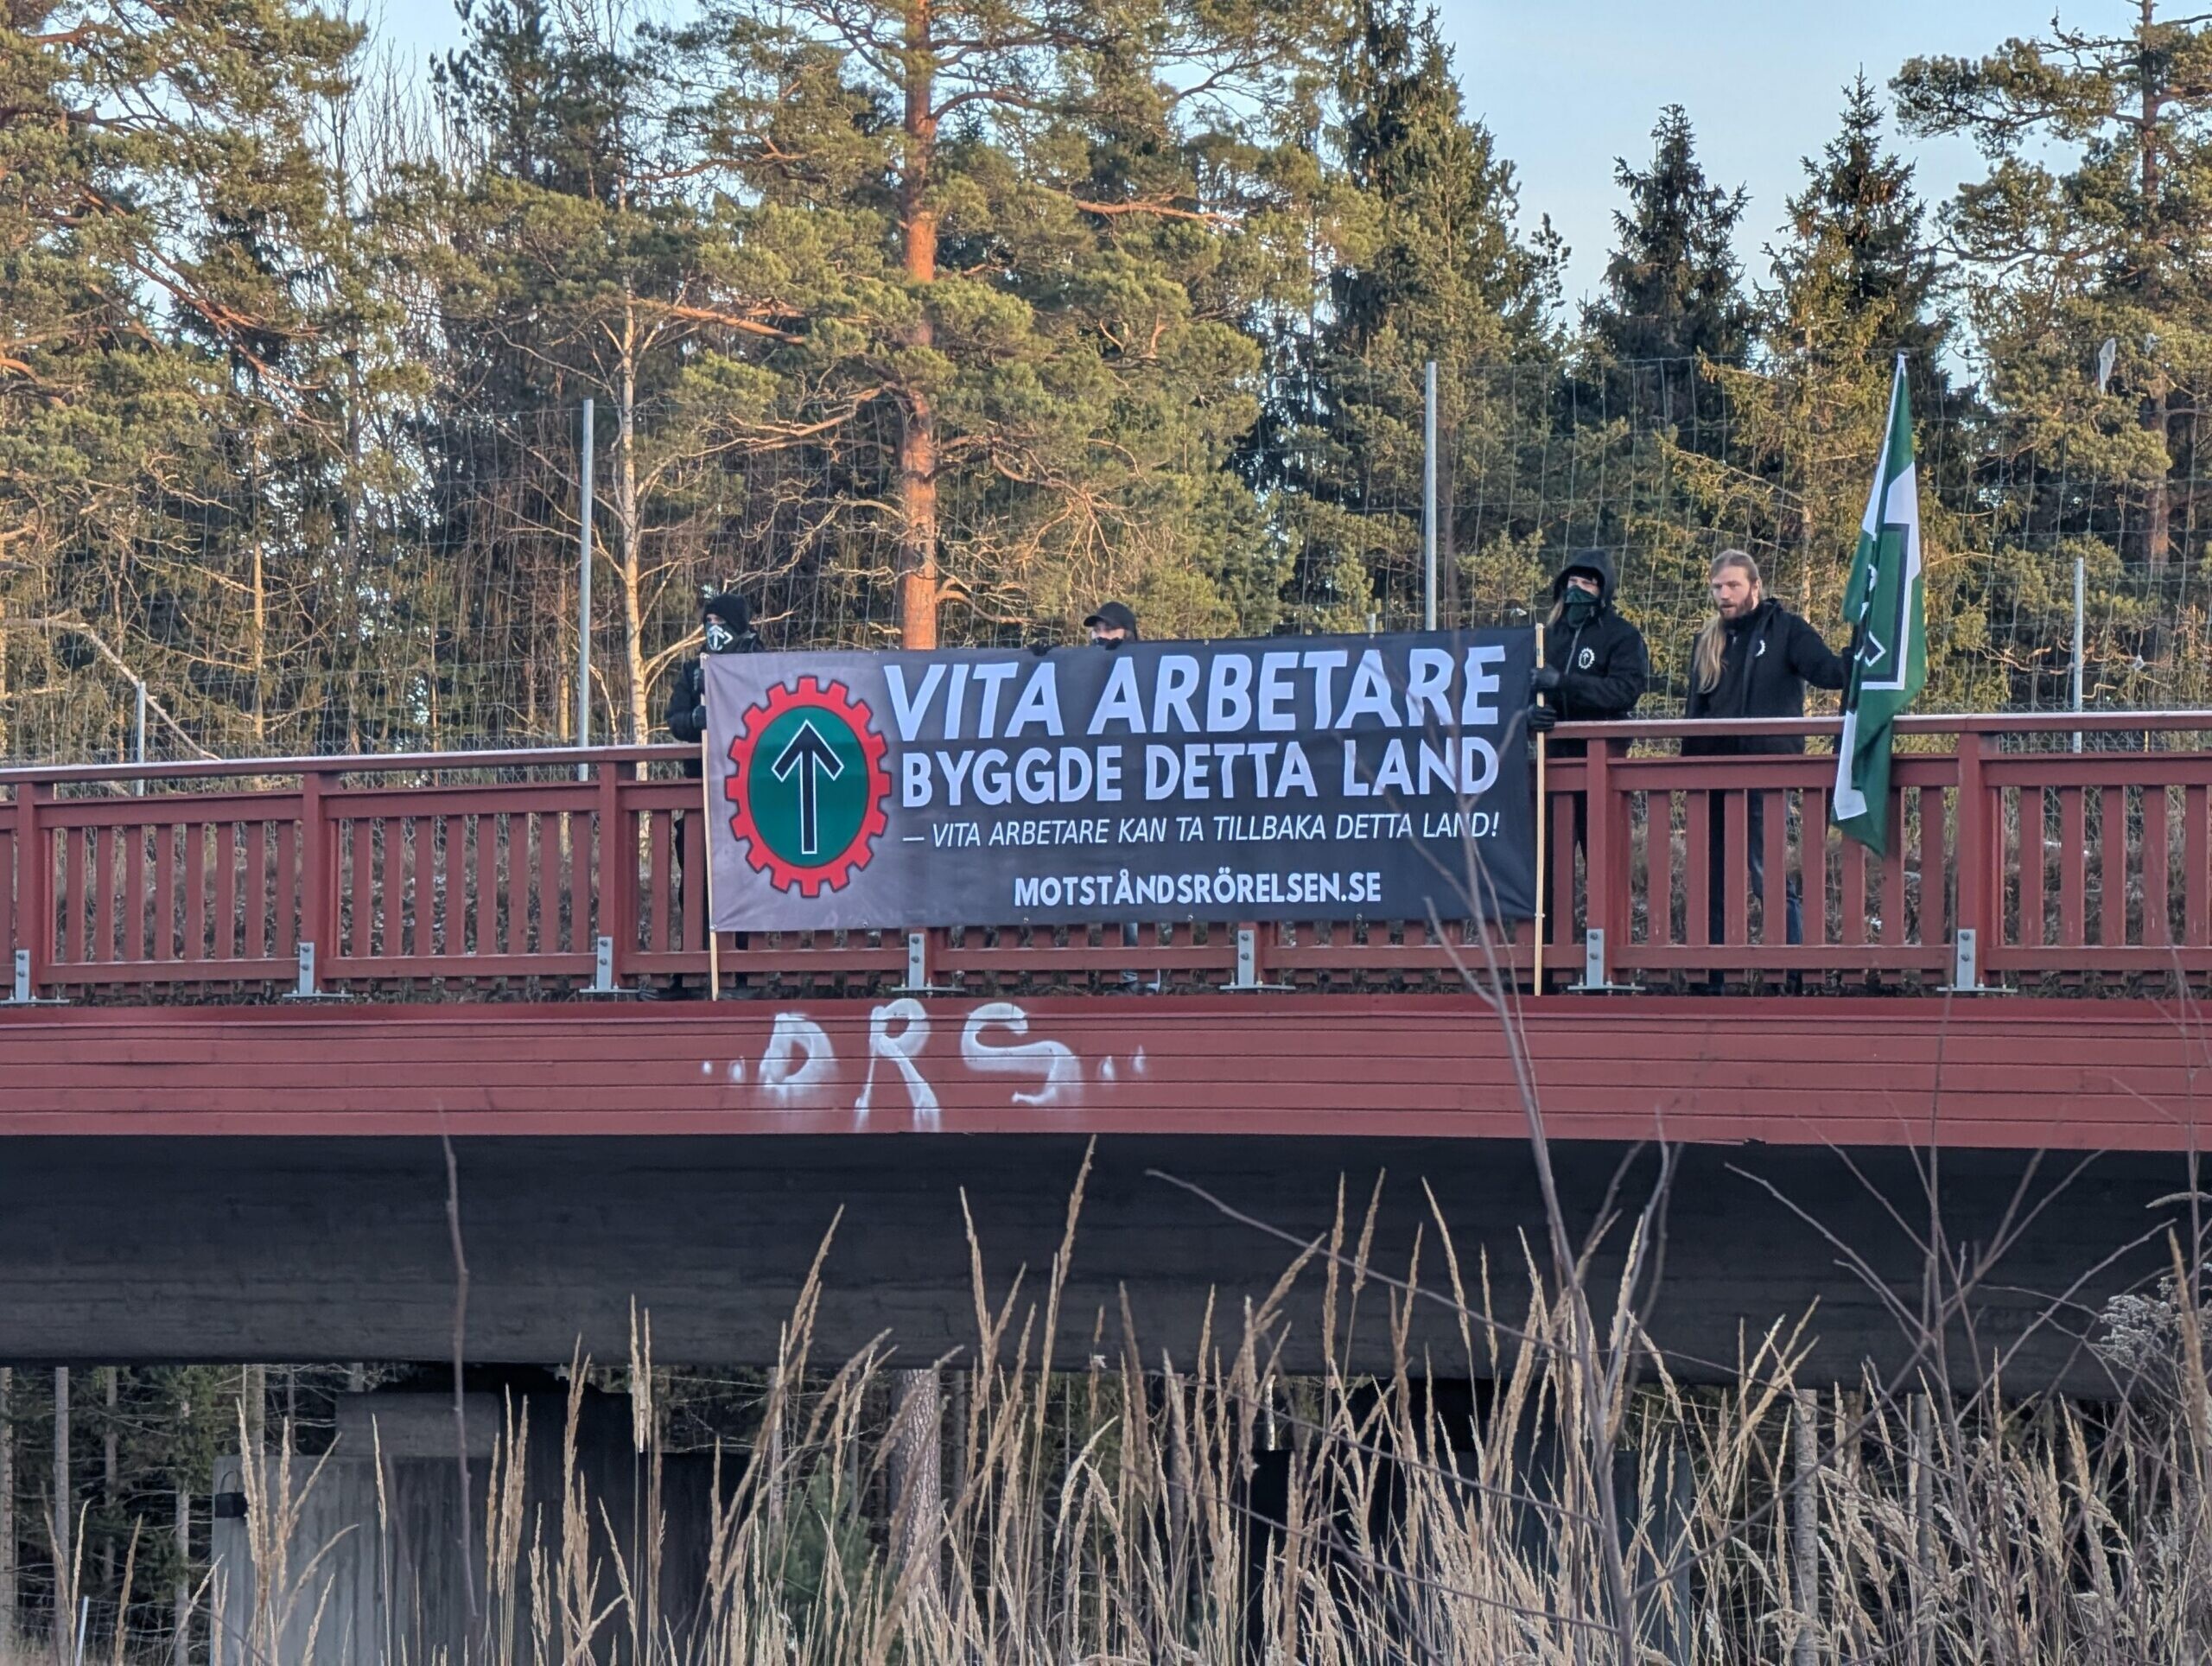 VITA ARBETARE
BYGGDE DETTA LAND
– VITA ARBETARE KAN TA TILLBAKA DETTA LAND!
MOTSTÅNDSRÖRELSEN.SE
"DRS"